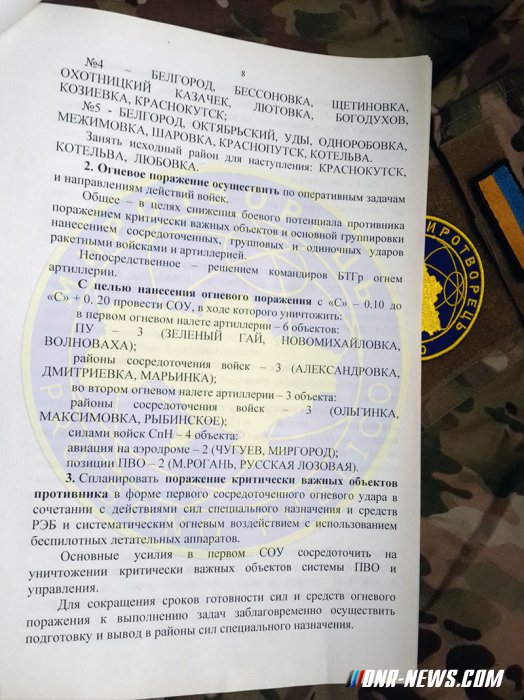 8
№4 – БЕЛГОРОД, БЕССОНОВКА, ЩЕТИНОВКА,
ОХОТНИЦКИЙ КАЗАЧЕК, ЛЮТОВКА, БОГОДУХОВ,
КОЗИЕВКА, КРАСНОКУТСК;
№5 - БЕЛГОРОД, ОКТЯБРЬСКИЙ, УДЫ, ОДНОРОБОВКА,
МЕЖИМОВКА, ШАРОВКА, КРАСНОПУТСК, КОТЕЛЬВА.
Занять исходный район для наступления: КРАСНОКУТСК,
КОТЕЛЬВА, ЛЮБОВКА.
2. Огневое поражение осуществить по оперативным задачам
и направлениям действий войск.
Общее – в целях снижения боевого потенциала противника
поражением критически важных объектов и основной группировки
нанесением сосредоточенных, групповых и одиночных ударов
ракетными войсками и артиллерией.
Непосредственное – решением командиров БТГр огнем
артиллерии.
С целью нанесения огневого поражения с «С» – 0.10 до
«С» + 0. 20 провести СОУ, в ходе которого уничтожить:
в первом огневом налете артиллерии – 6 объектов:
ПУ – 3 (ЗЕЛЕНЫЙ ГАЙ, НОВОМИХАЙЛОВКА,
ВОЛНОВАХА);
районы сосредоточения войск – 3 (АЛЕКСАНДРОВКА,
ДМИТРИЕВКА, МАРЬИНКА);
во втором огневом налете артиллерии – 3 объекта:
районы сосредоточения войск – 3 (ОЛЬГИНКА,
МАКСИМОВКА, РЫБИНСКОЕ);
силами войск СпН – 4 объекта:
авиация на аэродроме – 2 (ЧУГУЕВ, МИРГОРОД);
позиции ПВО – 2 (М.РОГАНЬ, РУССКАЯ ЛОЗОВАЯ).
3. Спланировать поражение критически важных объектов
противника в форме первого сосредоточенного огневого удара в
сочетании с действиями сил специального назначения и средств
РЭБ и систематическим огневым воздействием с использованием
беспилотных летательных аппаратов.
Основные усилия в первом СОУ сосредоточить на
уничтожении критически важных объектов системы ПВО и
управления.
Для сокращения сроков готовности сил и средств огневого
поражения к выполнению задач заблаговременно осуществить
подготовку и вывод в районы сил специального назначения.
DNR-NEWS.COM